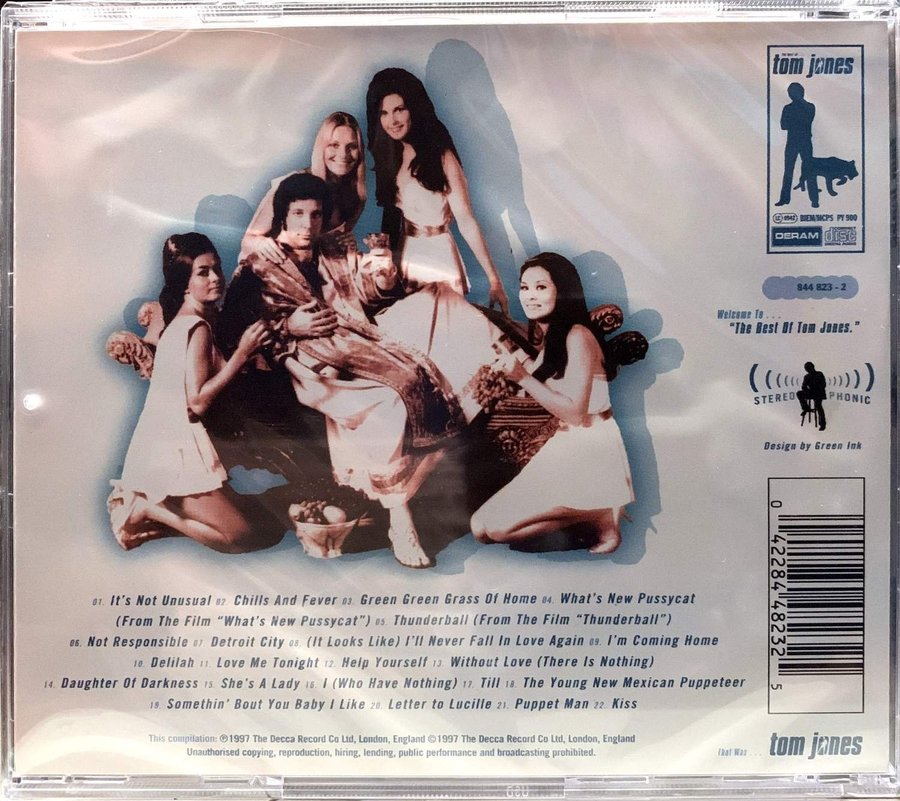 THE BEST OF
tom jones
LC 0942 BIEM/MCPS PY 900
DERAM disc
DIGITAL AUDIO
844 823 - 2
Welcome To . . .
"The Best Of Tom Jones."
STEREO PHONIC
Design by Green Ink
0 42284 48232 5
01. It's Not Unusual 02. Chills And Fever 03. Green Green Grass Of Home 04. What's New Pussycat
(From The Film "What's New Pussycat") 05. Thunderball (From The Film "Thunderball")
06. Not Responsible 07. Detroit City 08. (It Looks Like) I'll Never Fall In Love Again 09. I'm Coming Home
10. Delilah 11. Love Me Tonight 12. Help Yourself 13. Without Love (There Is Nothing)
14. Daughter Of Darkness 15. She's A Lady 16. I (Who Have Nothing) 17. Till 18. The Young New Mexican Puppeteer
19. Somethin' Bout You Baby I Like 20. Letter to Lucille 21. Puppet Man 22. Kiss
This compilation: ℗1997 The Decca Record Co Ltd, London, England ©1997 The Decca Record Co Ltd, London, England
Unauthorised copying, reproduction, hiring, lending, public performance and broadcasting prohibited.
That Was . . . tom jones